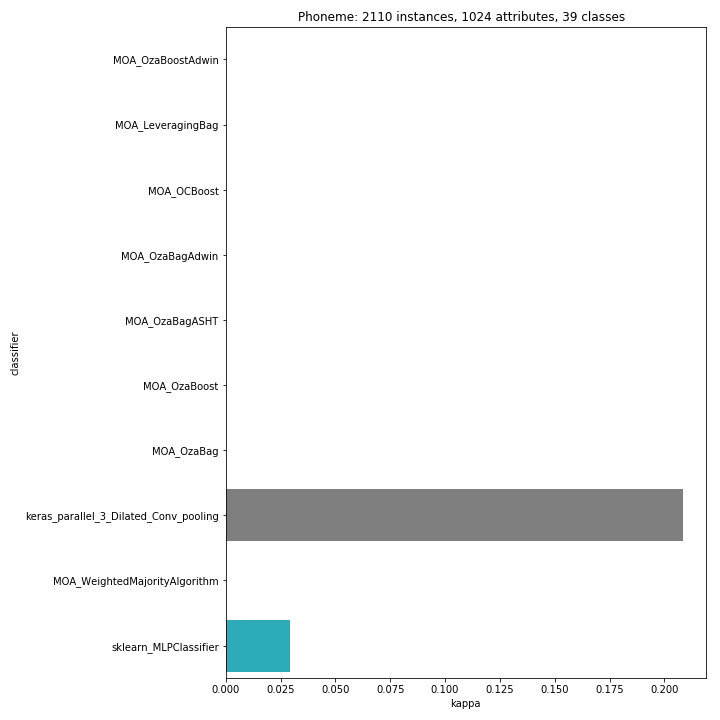 Phoneme: 2110 instances, 1024 attributes, 39 classes
classifier
MOA_OzaBoostAdwin
MOA_LeveragingBag
MOA_OCBoost
MOA_OzaBagAdwin
MOA_OzaBagASHT
MOA_OzaBoost
MOA_OzaBag
keras_parallel_3_Dilated_Conv_pooling
MOA_WeightedMajorityAlgorithm
sklearn_MLPClassifier
0.000 0.025 0.050 0.075 0.100 0.125 0.150 0.175 0.200
kappa